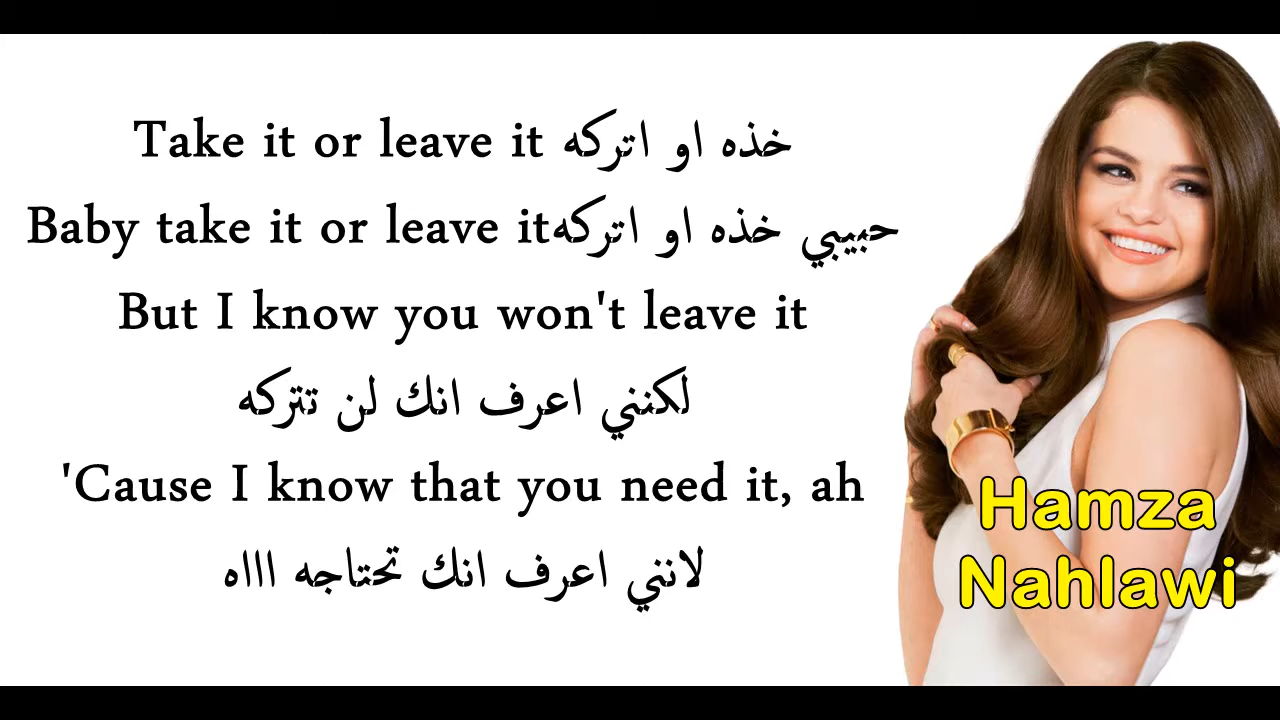 Take it or leave it خذه او اتركه
Baby take it or leave itحبيبي خذه او اتركه
But I know you won't leave it
لكنني اعرف انك لن تتركه
'Cause I know that you need it, ah
لانني اعرف انك تحتاجه اااه
Hamza
Nahlawi